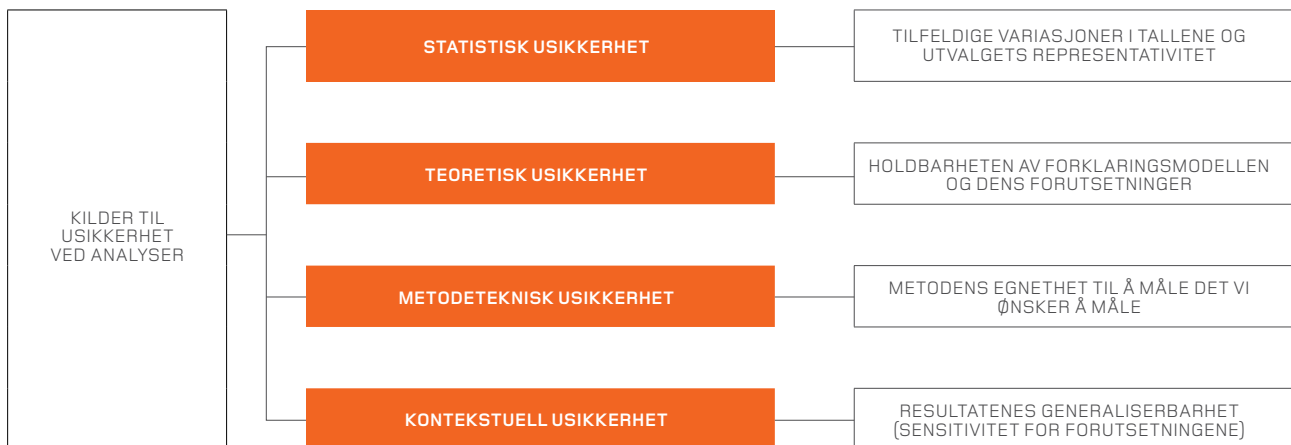 KILDER TIL
USIKKERHET
VED ANALYSER
STATISTISK USIKKERHET
TILFELDIGE VARIASJONER I TALLENE OG
UTVALGETS REPRESENTATIVITET
TEORETISK USIKKERHET
HOLDBARHETEN AV FORKLARINGSMODELLEN
OG DENS FORUTSETNINGER
METODETEKNISK USIKKERHET
METODENS EGNETHET TIL Å MÅLE DET VI
ØNSKER Å MÅLE
KONTEKSTUELL USIKKERHET
RESULTATENES GENERALISERBARHET
(SENSITIVITET FOR FORUTSETNINGENE)